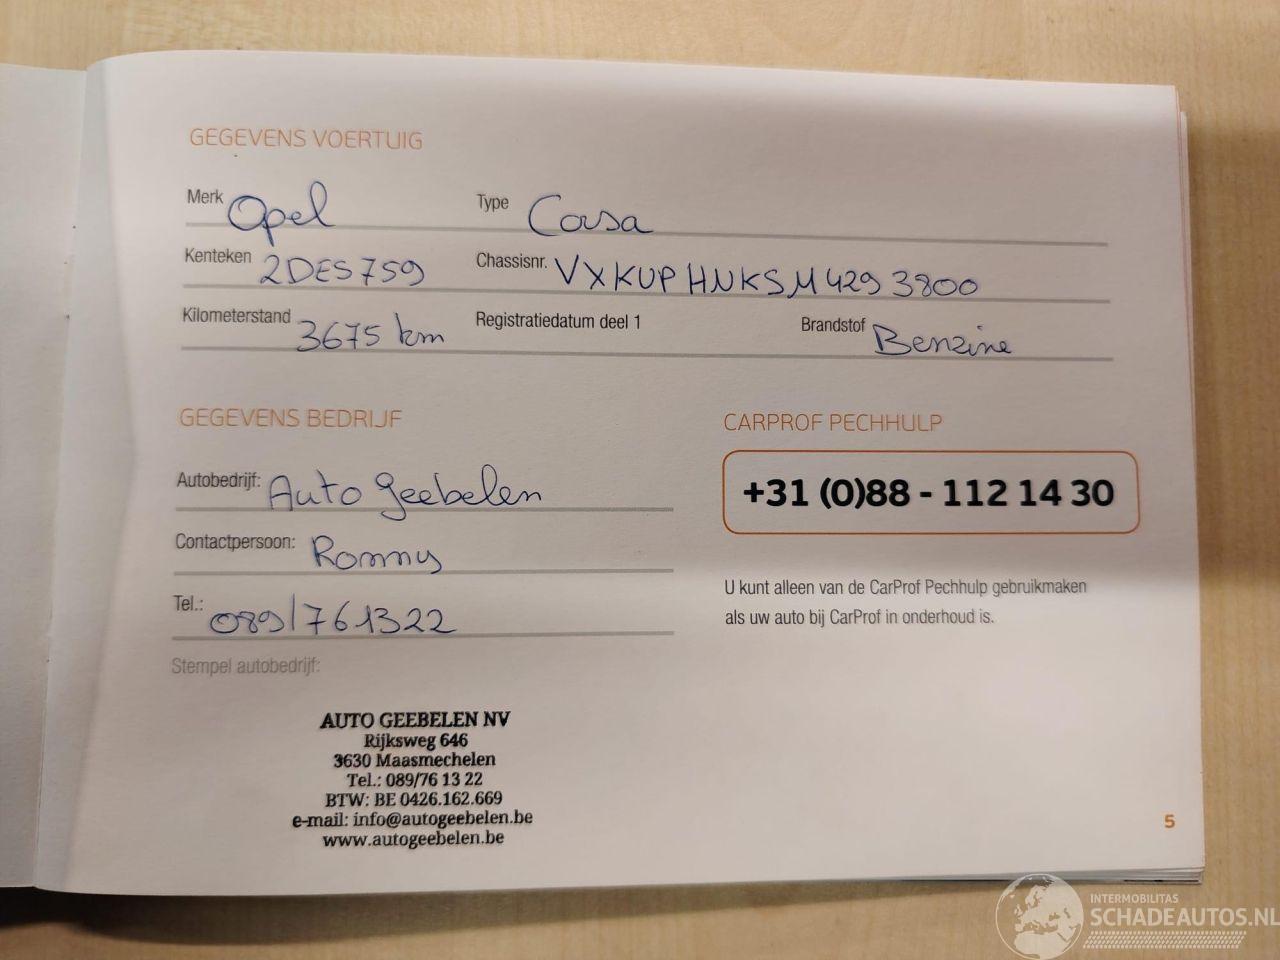 GEGEVENS VOERTUIG
Merk Opel Type Corsa
Kenteken 2DES759 Chassisnr. VXKUPHNKSM4293800
Kilometerstand 3675 km Registratiedatum deel 1 Brandstof Benzine
GEGEVENS BEDRIJF
Autobedrijf: Auto Geebelen
Contactpersoon: Ronny
Tel.: 089/761322
Stempel autobedrijf:
AUTO GEEBELEN NV
Rijksweg 646
3630 Maasmechelen
Tel.: 089/76 13 22
BTW: BE 0426.162.669
e-mail: info@autogeebelen.be
www.autogeebelen.be
CARPROF PECHHULP
+31 (0)88 - 112 14 30
U kunt alleen van de CarProf Pechhulp gebruikmaken
als uw auto bij CarProf in onderhoud is.
5
INTERMOBILITAS
SCHADEAUTOS.NL